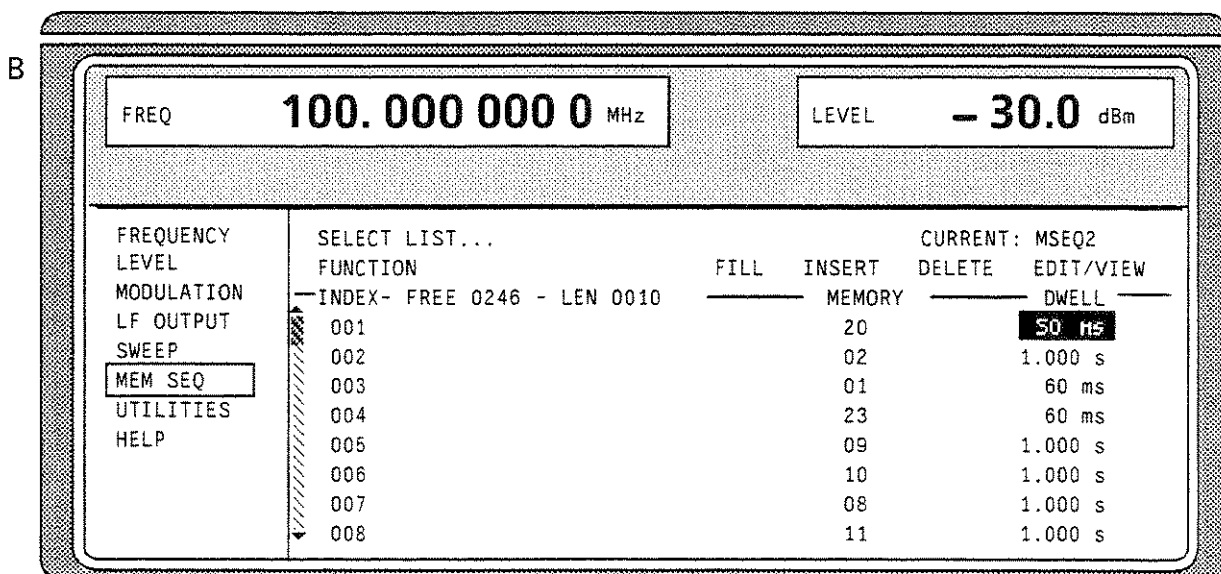 B
FREQ 100. 000 000 0 MHz LEVEL – 30.0 dBm
FREQUENCY SELECT LIST... CURRENT: MSEQ2
LEVEL FUNCTION FILL INSERT DELETE EDIT/VIEW
MODULATION INDEX- FREE 0246 - LEN 0010 MEMORY DWELL
LF OUTPUT 001 20 50 ms
SWEEP 002 02 1.000 s
MEM SEQ 003 01 60 ms
UTILITIES 004 23 60 ms
HELP 005 09 1.000 s
006 10 1.000 s
007 08 1.000 s
008 11 1.000 s